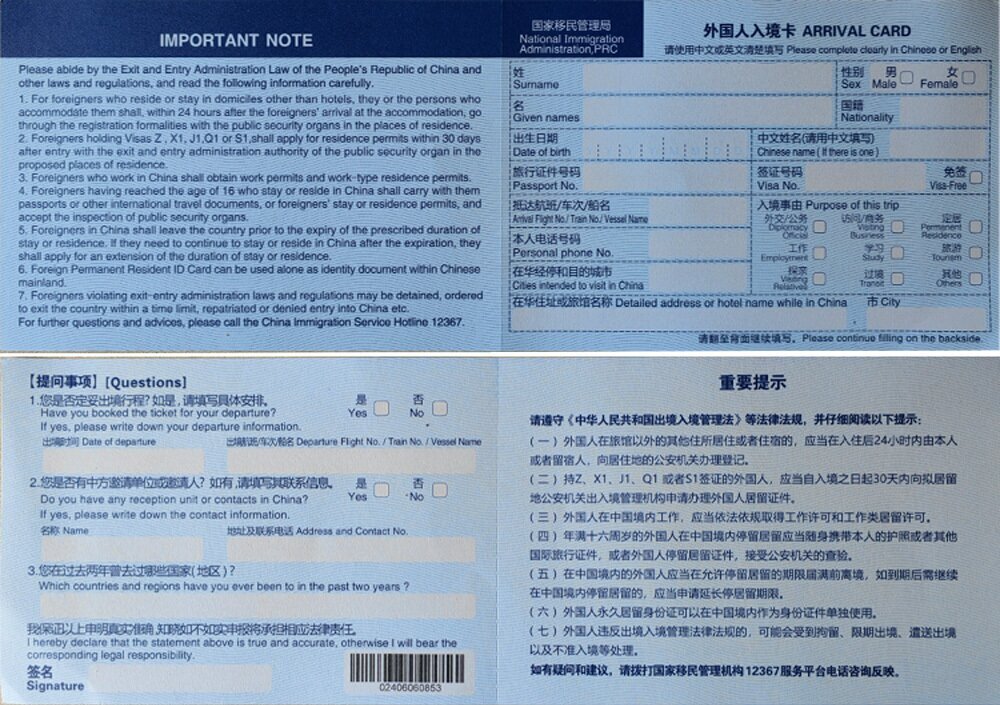 IMPORTANT NOTE
Please abide by the Exit and Entry Administration Law of the People's Republic of China and
other laws and regulations, and read the following information carefully.
1. For foreigners who reside or stay in domiciles other than hotels, they or the persons who
accommodate them shall, within 24 hours after the foreigners' arrival at the accommodation, go
through the registration formalities with the public security organs in the places of residence.
2. Foreigners holding Visas Z , X1, J1,Q1 or S1,shall apply for residence permits within 30 days
after entry with the exit and entry administration authority of the public security organ in the
proposed places of residence.
3. Foreigners who work in China shall obtain work permits and work-type residence permits.
4. Foreigners having reached the age of 16 who stay or reside in China shall carry with them
passports or other international travel documents, or foreigners' stay or residence permits, and
accept the inspection of public security organs.
5. Foreigners in China shall leave the country prior to the expiry of the prescribed duration of
stay or residence. If they need to continue to stay or reside in China after the expiration, they
shall apply for an extension of the duration of stay or residence.
6. Foreign Permanent Resident ID Card can be used alone as identity document within Chinese
mainland.
7. Foreigners violating exit-entry administration laws and regulations may be detained, ordered
to exit the country within a time limit, repatriated or denied entry into China etc.
For further questions and advices, please call the China Immigration Service Hotline 12367.
国家移民管理局
National Immigration
Administration,PRC
外国人入境卡 ARRIVAL CARD
请使用中文或英文清楚填写 Please complete clearly in Chinese or English
姓
Surname
性别 男 女
Sex Male Female
名
Given names
国籍
Nationality
出生日期
Date of birth
中文姓名(请用中文填写)
Chinese name ( If there is one )
旅行证件号码
Passport No.
签证号码
Visa No.
免签
Visa-Free
抵达航班/车次/船名
Arrival Flight No./ Train No./ Vessel Name
入境事由 Purpose of this trip
外交/公务 访问/商务 定居
Diplomacy Visiting Permanent
Official Business Residence
本人电话号码
Personal phone No.
工作 学习 旅游
Employment Study Tourism
在华经停和目的城市
Cities intended to visit in China
探亲 过境 其他
Visiting Transit Others
Relatives
在华住址或旅馆名称 Detailed address or hotel name while in China
市 City
请翻至背面继续填写。Please continue filling on the backside.
【提问事项】[Questions]
1.您是否定妥出境行程? 如是, 请填写具体安排。 是 否
Have you booked the ticket for your departure? Yes No
If yes, please write down your departure information.
出境时间 Date of departure
出境航班/车次/船名 Departure Flight No. / Train No. / Vessel Name
2.您是否有中方邀请单位或邀请人? 如有, 请填写其联系信息。 是 否
Do you have any reception unit or contacts in China? Yes No
If yes, please write down the contact information.
名称 Name
地址及联系电话 Address and Contact No.
3.您在过去两年曾去过哪些国家(地区)?
Which countries and regions have you ever been to in the past two years ?
我保证以上申明真实准确, 知晓如不如实申报将承担相应法律责任。
I hereby declare that the statement above is true and accurate, otherwise I will bear the
corresponding legal responsibility.
签名
Signature
02406060853
重要提示
请遵守《中华人民共和国出境入境管理法》等法律法规，并仔细阅读以下提示：
(一) 外国人在旅馆以外的其他住所居住或者住宿的，应当在入住后24小时内由本人
或者留宿人，向居住地的公安机关办理登记。
(二) 持Z、X1、J1、Q1 或者S1签证的外国人，应当自入境之日起30天内向拟居留
地公安机关出入境管理机构申请办理外国人居留证件。
(三) 外国人在中国境内工作，应当依法依规取得工作许可和工作类居留许可。
(四) 年满十六周岁的外国人在中国境内停留居留应当随身携带本人的护照或者其他
国际旅行证件，或者外国人停留居留证件，接受公安机关的查验。
(五) 在中国境内的外国人应当在允许停留居留的期限届满前离境，如到期后需继续
在中国境内停留居留的，应当申请延长停居留期限。
(六) 外国人永久居留身份证可以在中国境内作为身份证件单独使用。
(七) 外国人违反出境入境管理法律法规的，可能会受到拘留、限期出境、遣送出境
以及不准入境等处理。
如有疑问和建议，请拨打国家移民管理机构 12367服务平台电话咨询反映。